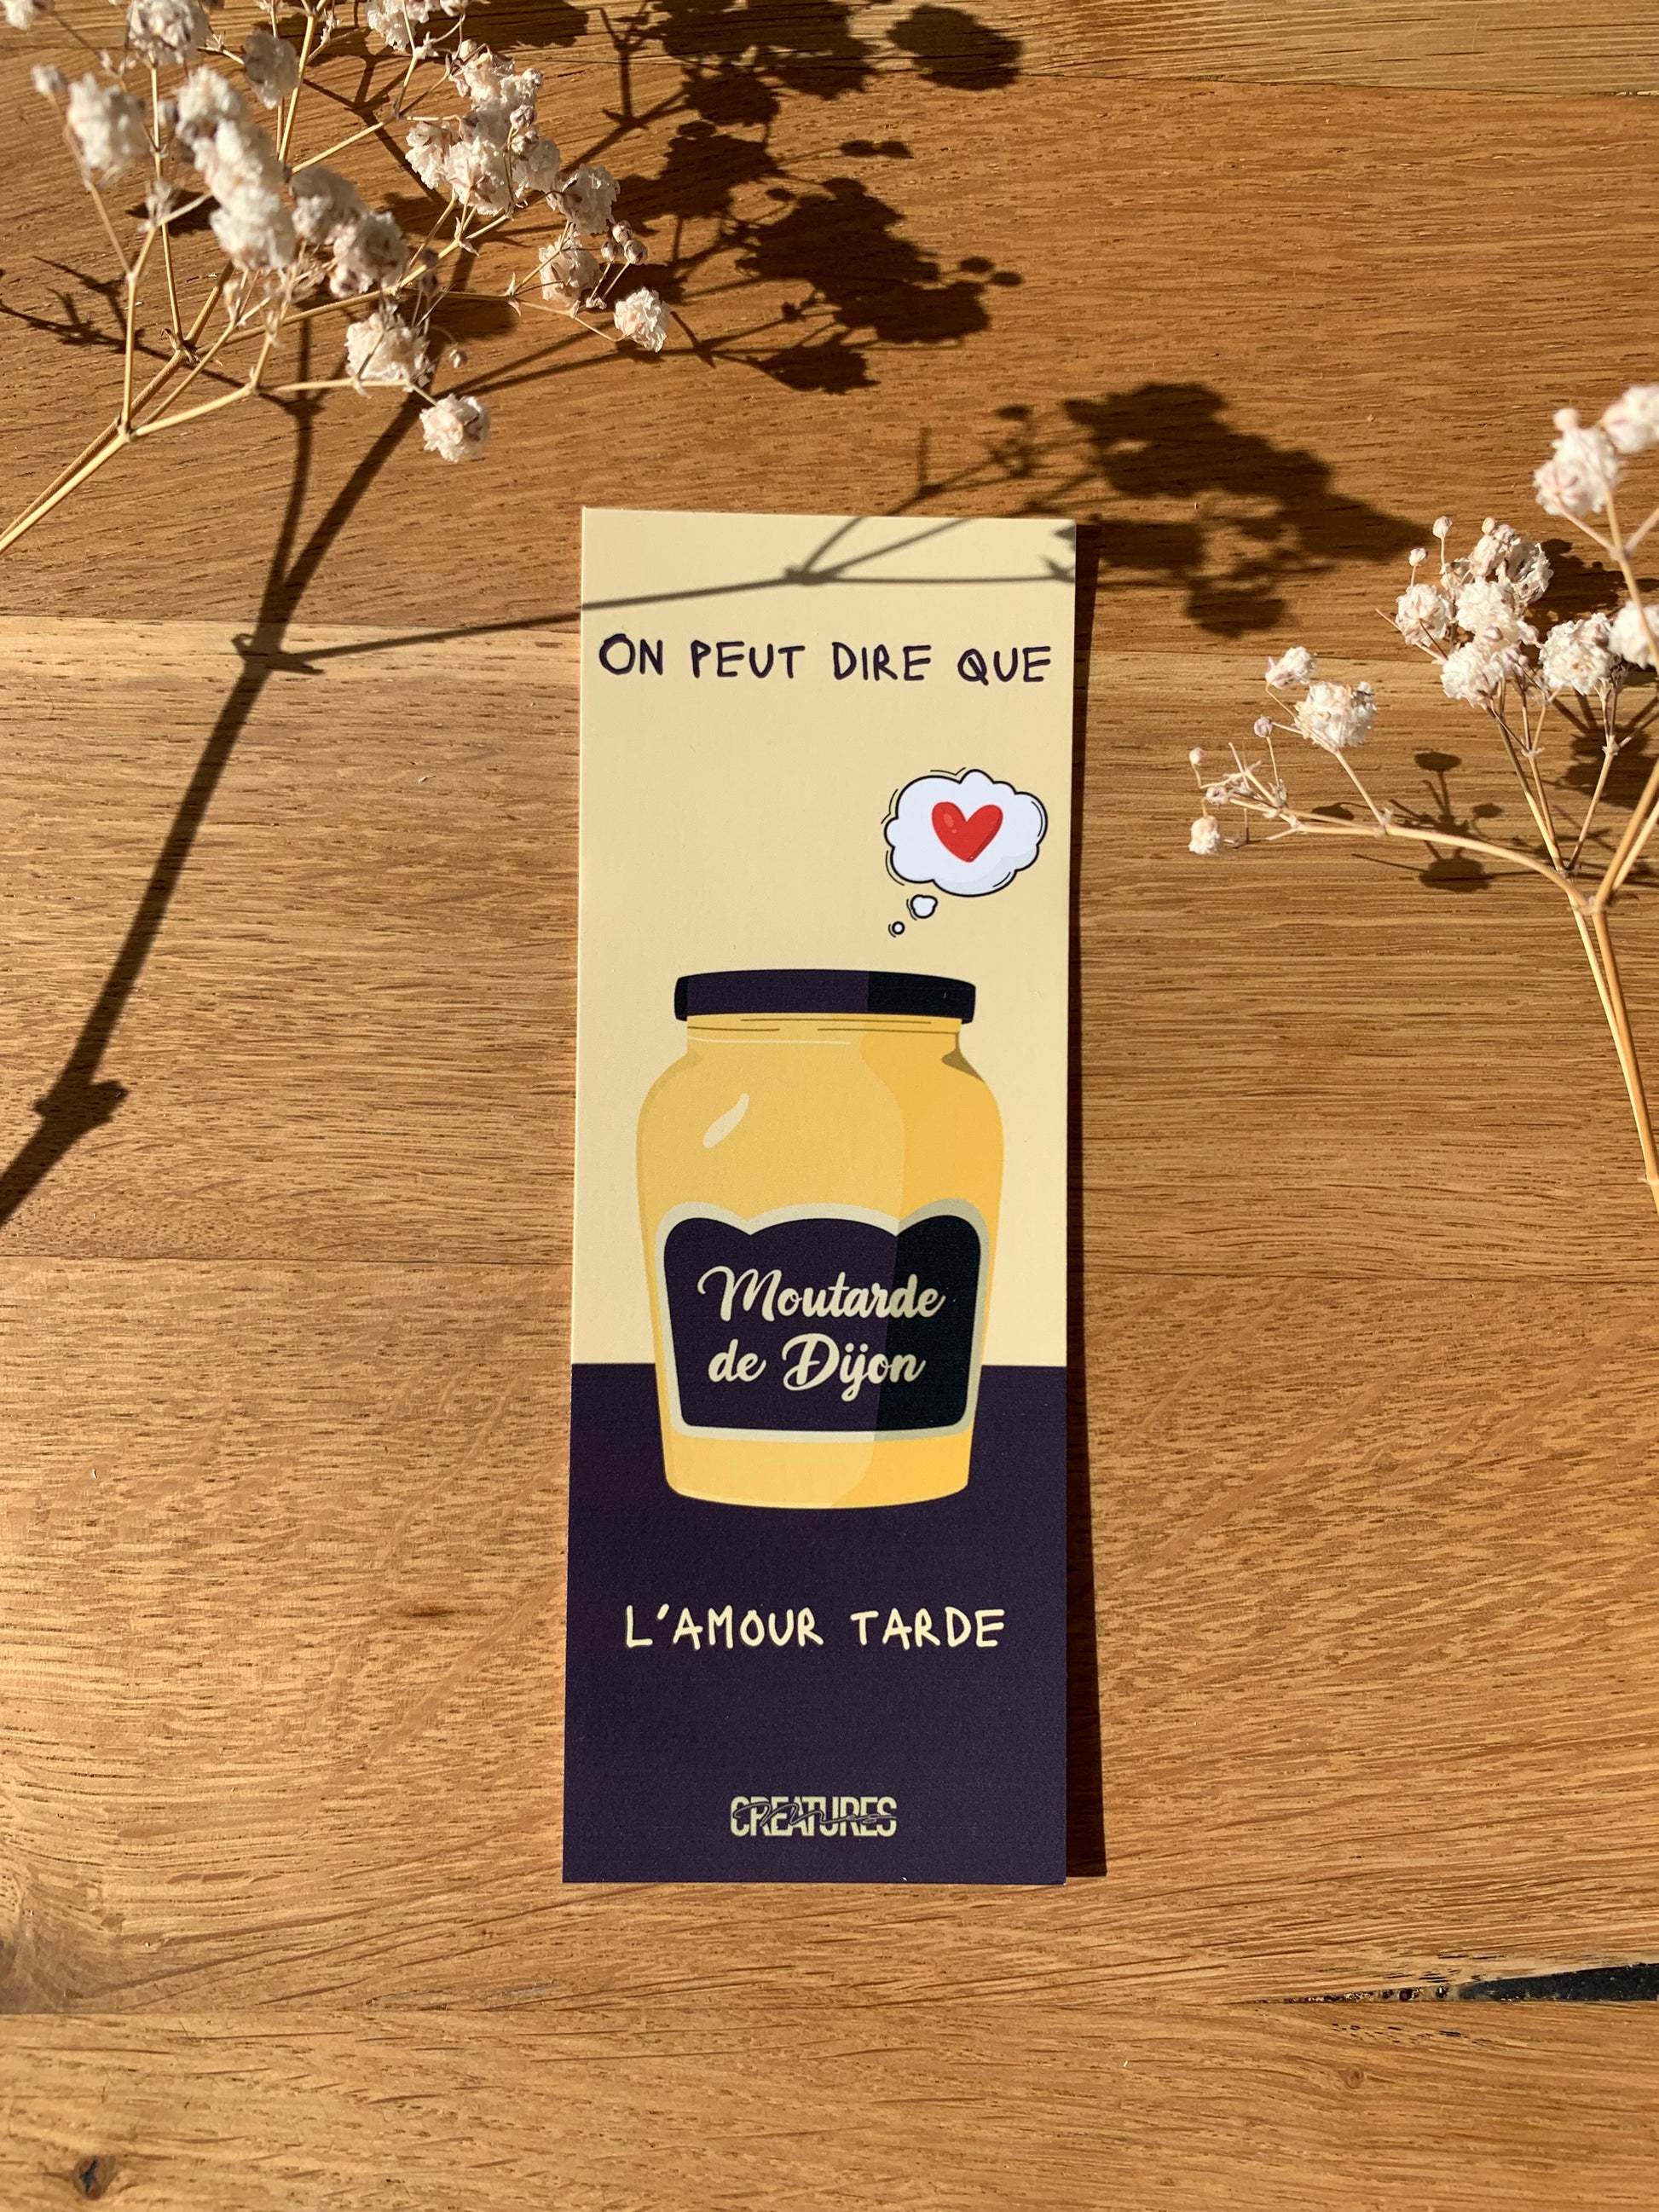 ON PEUT DIRE QUE
Moutarde
de Dijon
L'AMOUR TARDE
CREATURES